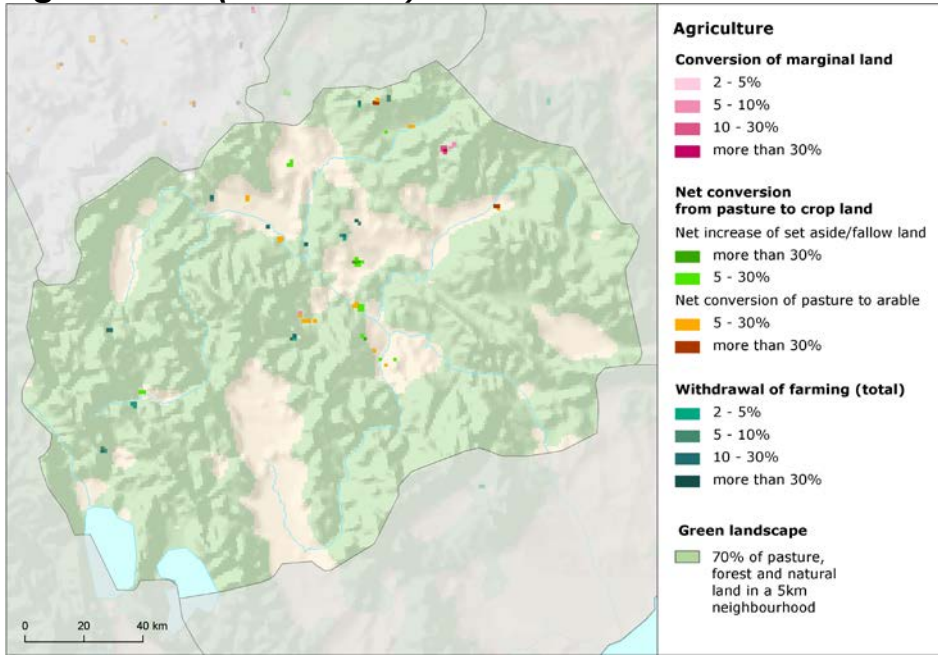 Agriculture
Conversion of marginal land
2 - 5%
5 - 10%
10 - 30%
more than 30%
Net conversion
from pasture to crop land
Net increase of set aside/fallow land
more than 30%
5 - 30%
Net conversion of pasture to arable
5 - 30%
more than 30%
Withdrawal of farming (total)
2 - 5%
5 - 10%
10 - 30%
more than 30%
Green landscape
70% of pasture,
forest and natural
land in a 5km
neighbourhood
0 20 40 km